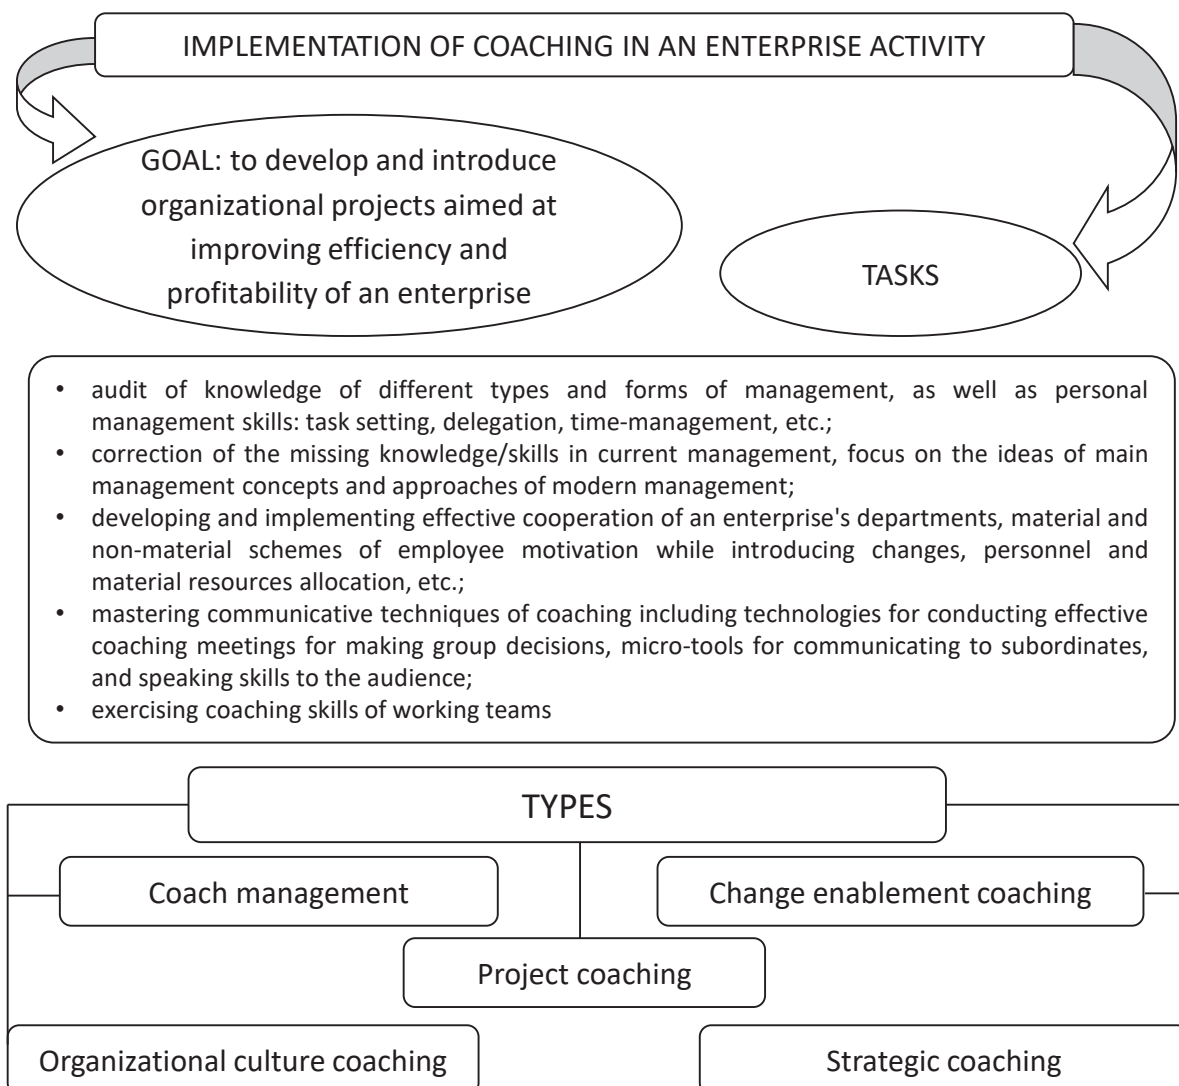 IMPLEMENTATION OF COACHING IN AN ENTERPRISE ACTIVITY
GOAL: to develop and introduce
organizational projects aimed at
improving efficiency and
profitability of an enterprise
TASKS
• audit of knowledge of different types and forms of management, as well as personal
management skills: task setting, delegation, time-management, etc.;
• correction of the missing knowledge/skills in current management, focus on the ideas of main
management concepts and approaches of modern management;
• developing and implementing effective cooperation of an enterprise's departments, material and
non-material schemes of employee motivation while introducing changes, personnel and
material resources allocation, etc.;
• mastering communicative techniques of coaching including technologies for conducting effective
coaching meetings for making group decisions, micro-tools for communicating to subordinates,
and speaking skills to the audience;
• exercising coaching skills of working teams
TYPES
Coach management
Change enablement coaching
Project coaching
Organizational culture coaching
Strategic coaching